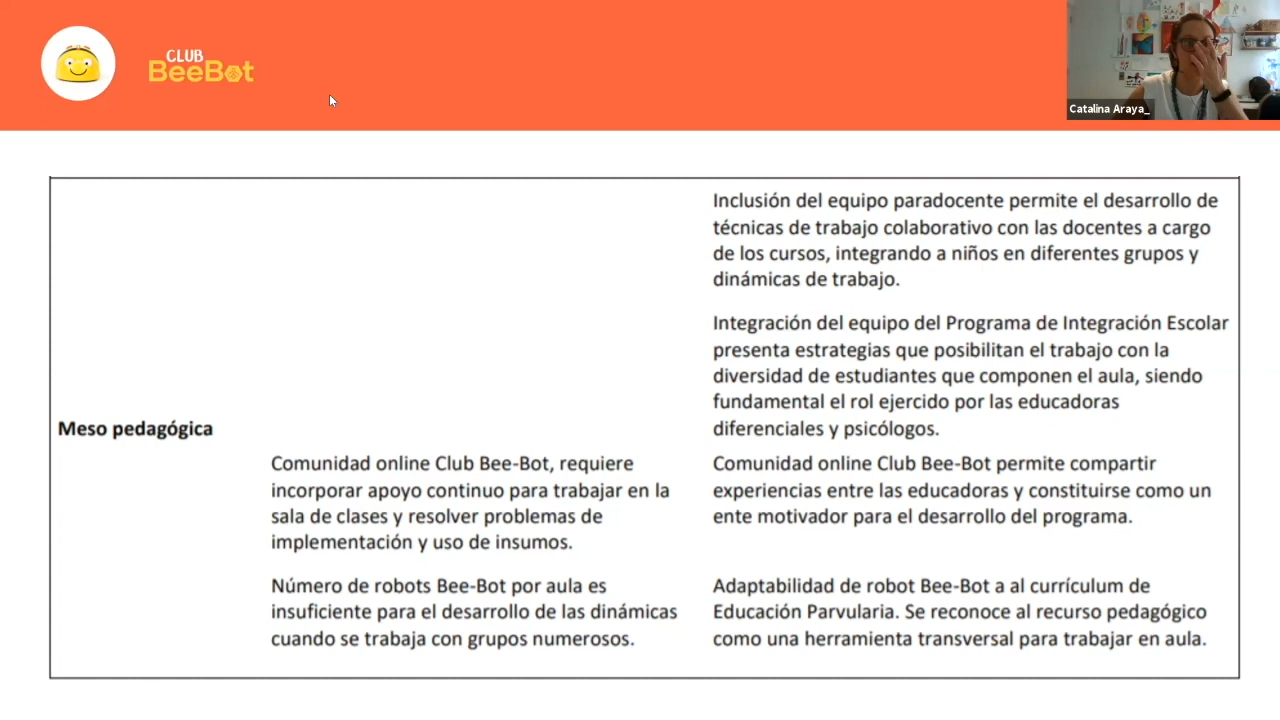 CLUB
BeeBot
Catalina Araya_
Inclusión del equipo paradocente permite el desarrollo de
técnicas de trabajo colaborativo con las docentes a cargo
de los cursos, integrando a niños en diferentes grupos y
dinámicas de trabajo.
Integración del equipo del Programa de Integración Escolar
presenta estrategias que posibilitan el trabajo con la
diversidad de estudiantes que componen el aula, siendo
fundamental el rol ejercido por las educadoras
diferenciales y psicólogos.
Meso pedagógica
Comunidad online Club Bee-Bot, requiere
incorporar apoyo continuo para trabajar en la
sala de clases y resolver problemas de
implementación y uso de insumos.
Comunidad online Club Bee-Bot permite compartir
experiencias entre las educadoras y constituirse como un
ente motivador para el desarrollo del programa.
Número de robots Bee-Bot por aula es
insuficiente para el desarrollo de las dinámicas
cuando se trabaja con grupos numerosos.
Adaptabilidad de robot Bee-Bot a al currículum de
Educación Parvularia. Se reconoce al recurso pedagógico
como una herramienta transversal para trabajar en aula.